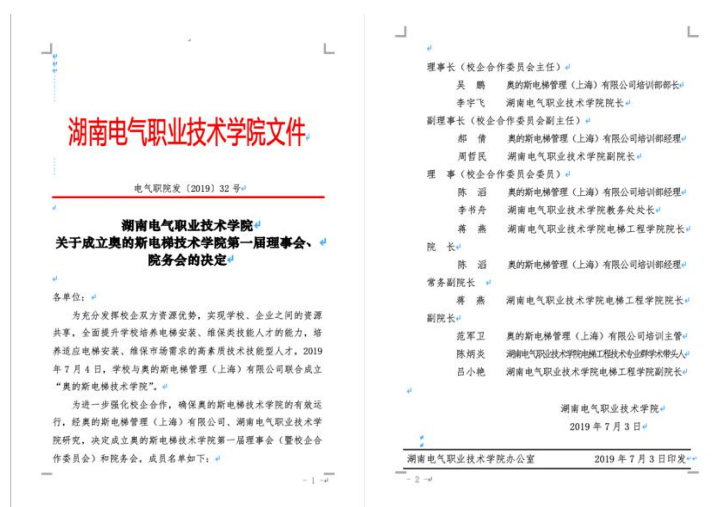 湖南电气职业技术学院文件
电气职院发〔2019〕32 号
湖南电气职业技术学院
关于成立奥的斯电梯技术学院第一届理事会、
院务会的决定
各单位：
为充分发挥校企双方资源优势，实现学校、企业之间的资源
共享，全面提升学校培养电梯安装、维保类技能人才的能力，培
养适应电梯安装、维保市场需求的高素质技术技能型人才，2019
年 7 月 4 日，学校与奥的斯电梯管理（上海）有限公司联合成立
“奥的斯电梯技术学院”。
为进一步强化校企合作，确保奥的斯电梯技术学院的有效运
行，经奥的斯电梯管理（上海）有限公司、湖南电气职业技术学
院研究，决定成立奥的斯电梯技术学院第一届理事会（暨校企合
作委员会）和院务会，成员名单如下：
- 1 -
理事长（校企合作委员会主任）
吴 鹏 奥的斯电梯管理（上海）有限公司培训部部长
李宇飞 湖南电气职业技术学院院长
副理事长（校企合作委员会副主任）
郝 倩 奥的斯电梯管理（上海）有限公司培训部经理
周哲民 湖南电气职业技术学院副院长
理 事（校企合作委员会委员）
陈 滔 奥的斯电梯管理（上海）有限公司培训部经理
李书舟 湖南电气职业技术学院教务处处长
蒋 燕 湖南电气职业技术学院电梯工程学院院长
院 长
陈 滔 奥的斯电梯管理（上海）有限公司培训部经理
常务副院长
蒋 燕 湖南电气职业技术学院电梯工程学院院长
副院长
范军卫 奥的斯电梯管理（上海）有限公司培训主管
陈炳炎 湖南电气职业技术学院电梯工程技术专业群学术带头人
吕小艳 湖南电气职业技术学院电梯工程学院副院长
湖南电气职业技术学院
2019 年 7 月 3 日
湖南电气职业技术学院办公室 2019 年 7 月 3 日印发
- 2 -